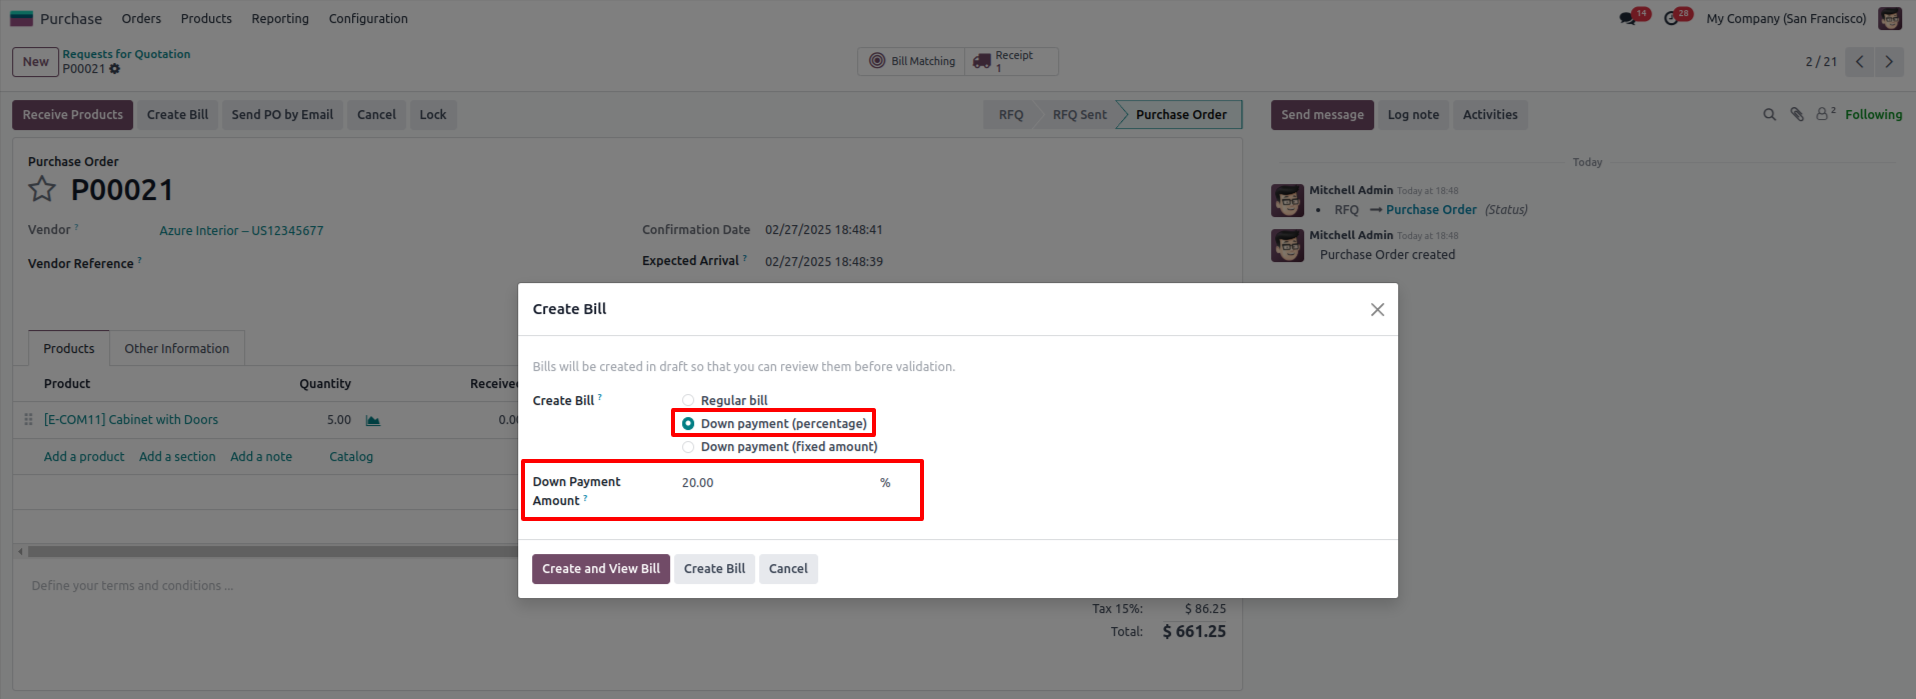 Purchase Orders Products Reporting Configuration 14 28 My Company (San Francisco)
New Requests for Quotation
P00021
Bill Matching Receipt
1
2 / 21
Receive Products Create Bill Send PO by Email Cancel Lock RFQ RFQ Sent Purchase Order Send message Log note Activities 2 Following
Today
Purchase Order
P00021
Mitchell Admin Today at 18:48
• RFQ → Purchase Order (Status)
Mitchell Admin Today at 18:48
Purchase Order created
Vendor ? Azure Interior – US12345677 Confirmation Date 02/27/2025 18:48:41
Vendor Reference ? Expected Arrival ? 02/27/2025 18:48:39
Create Bill
Products Other Information
Product Quantity Receive
[E-COM11] Cabinet with Doors 5.00 0.0
Add a product Add a section Add a note Catalog
Bills will be created in draft so that you can review them before validation.
Create Bill ? Regular bill
Down payment (percentage)
Down payment (fixed amount)
Down Payment
Amount ? 20.00 %
Create and View Bill Create Bill Cancel
Define your terms and conditions ...
Tax 15%: $ 86.25
Total: $ 661.25